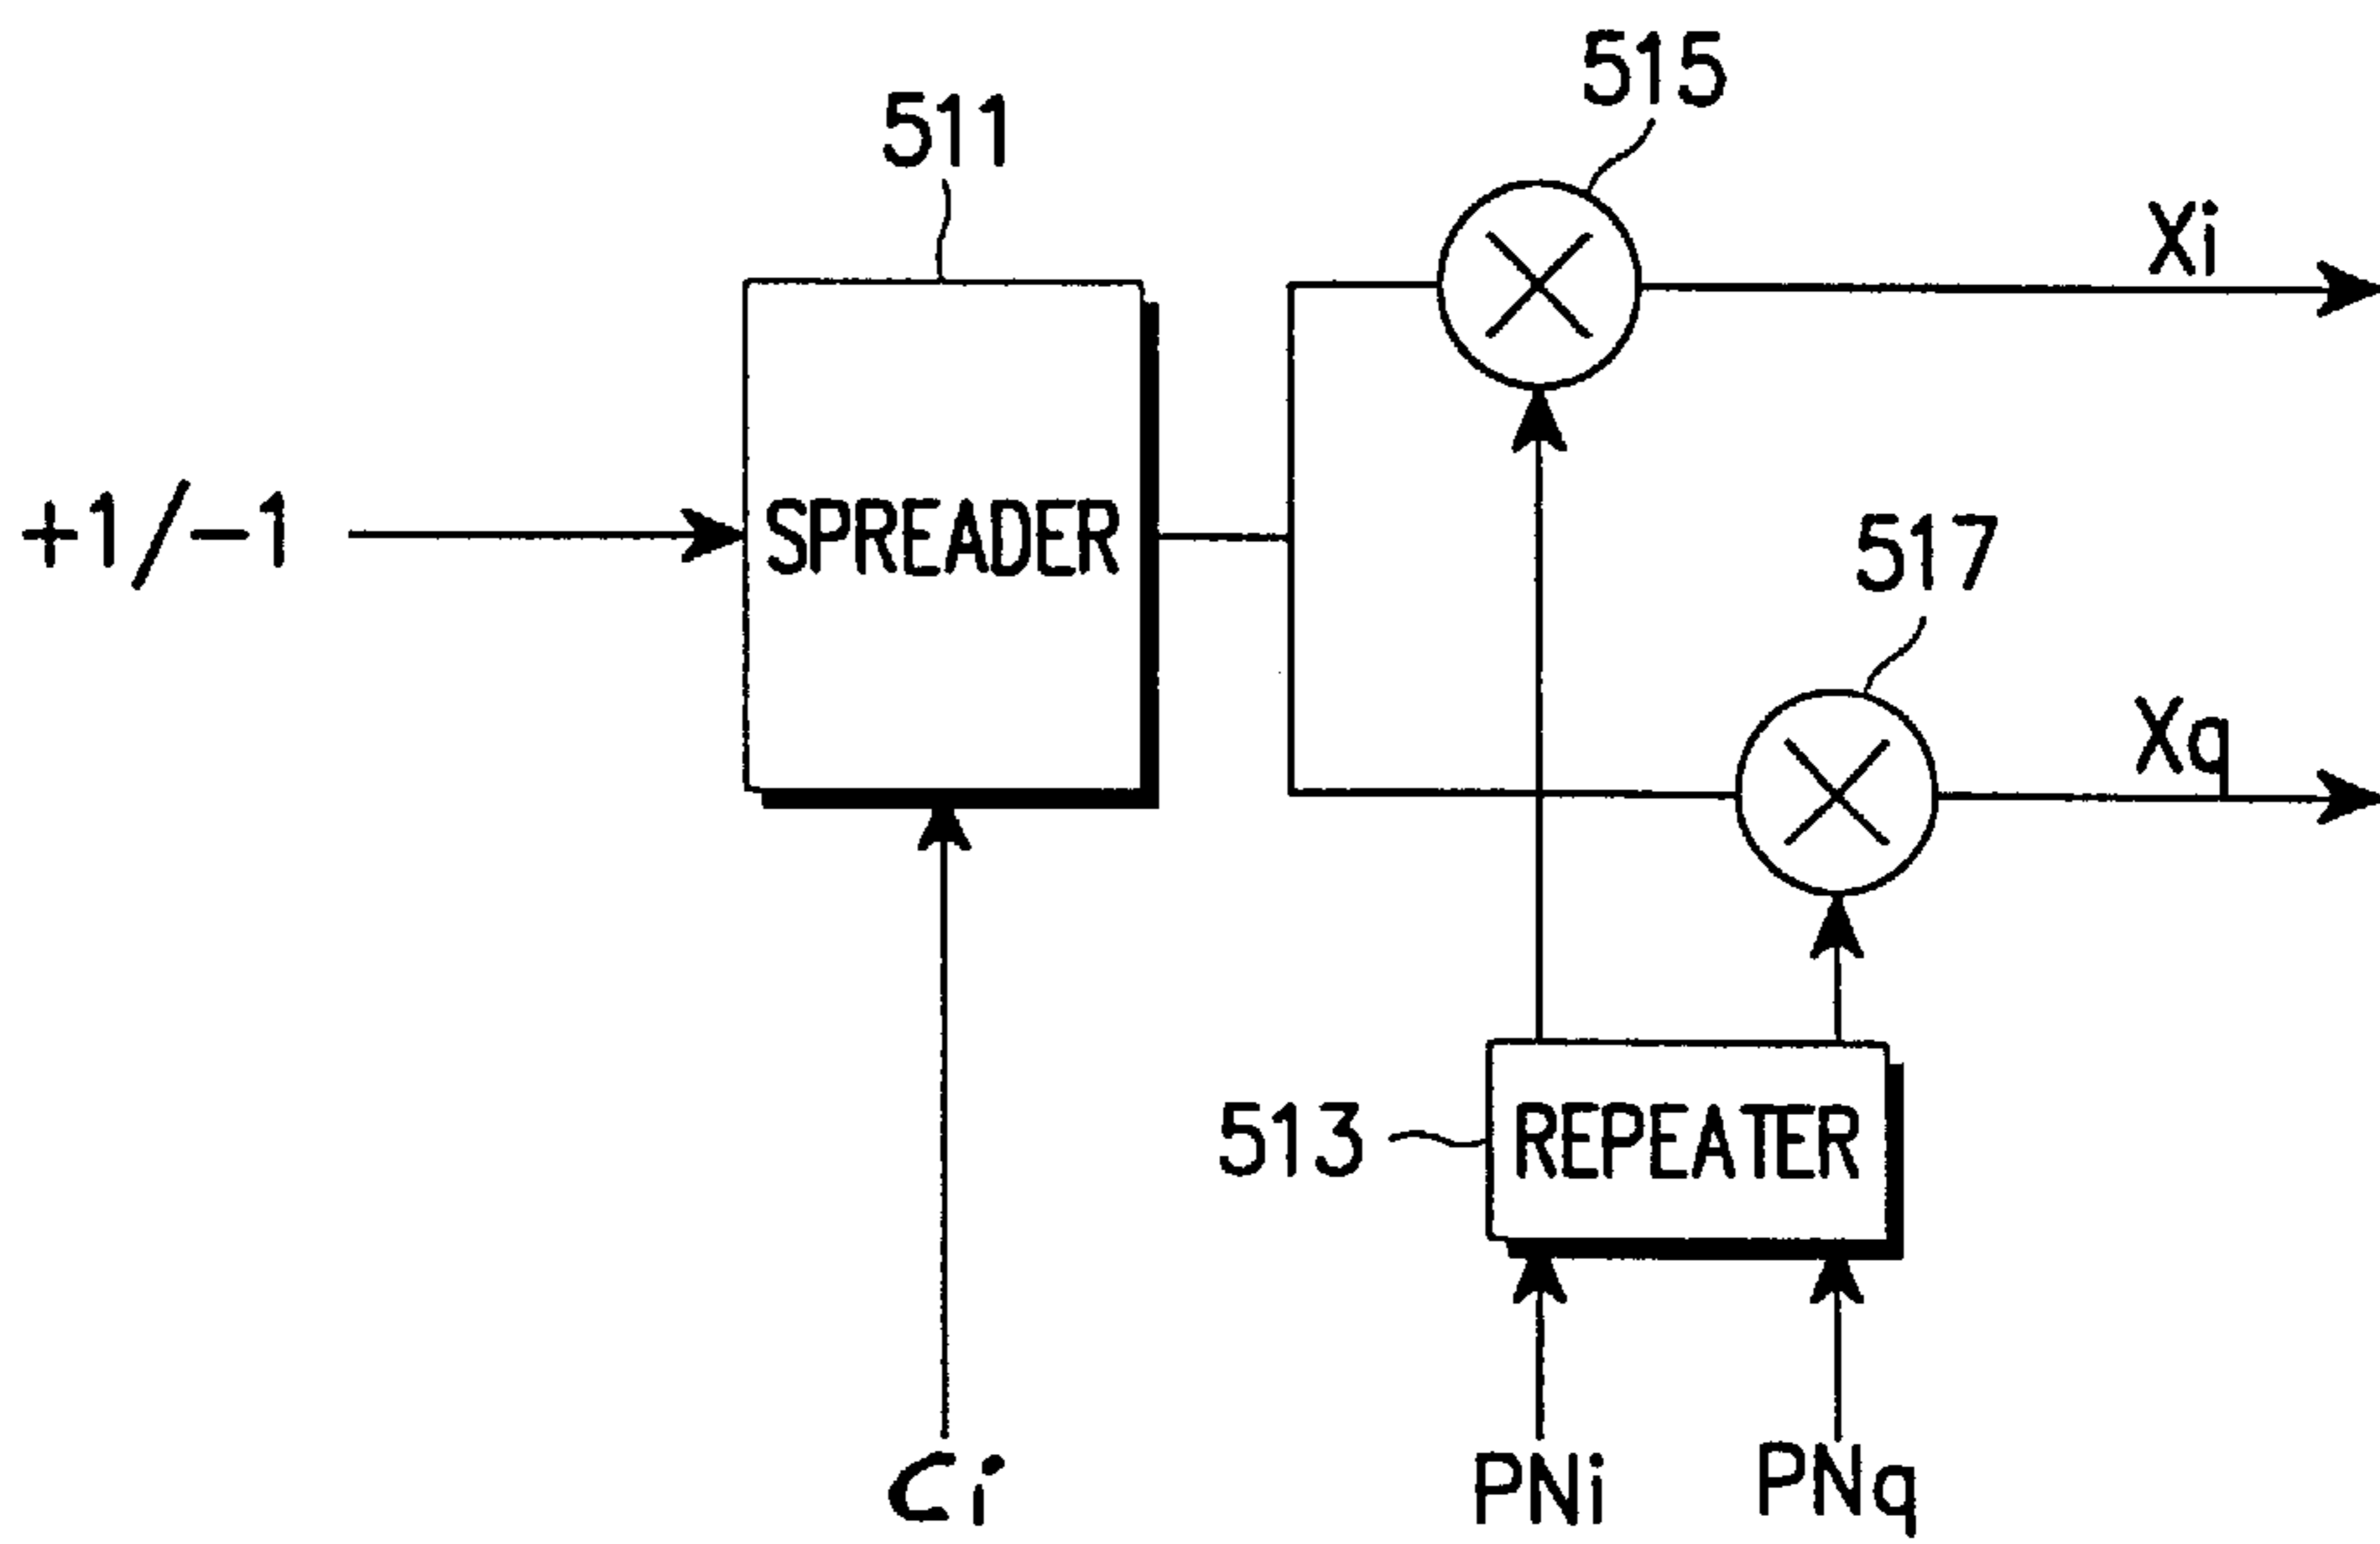 515
511
Xi
+1/-1
SPREADER
517
Xq
513
REPEATER
Ci
PNi
PNq